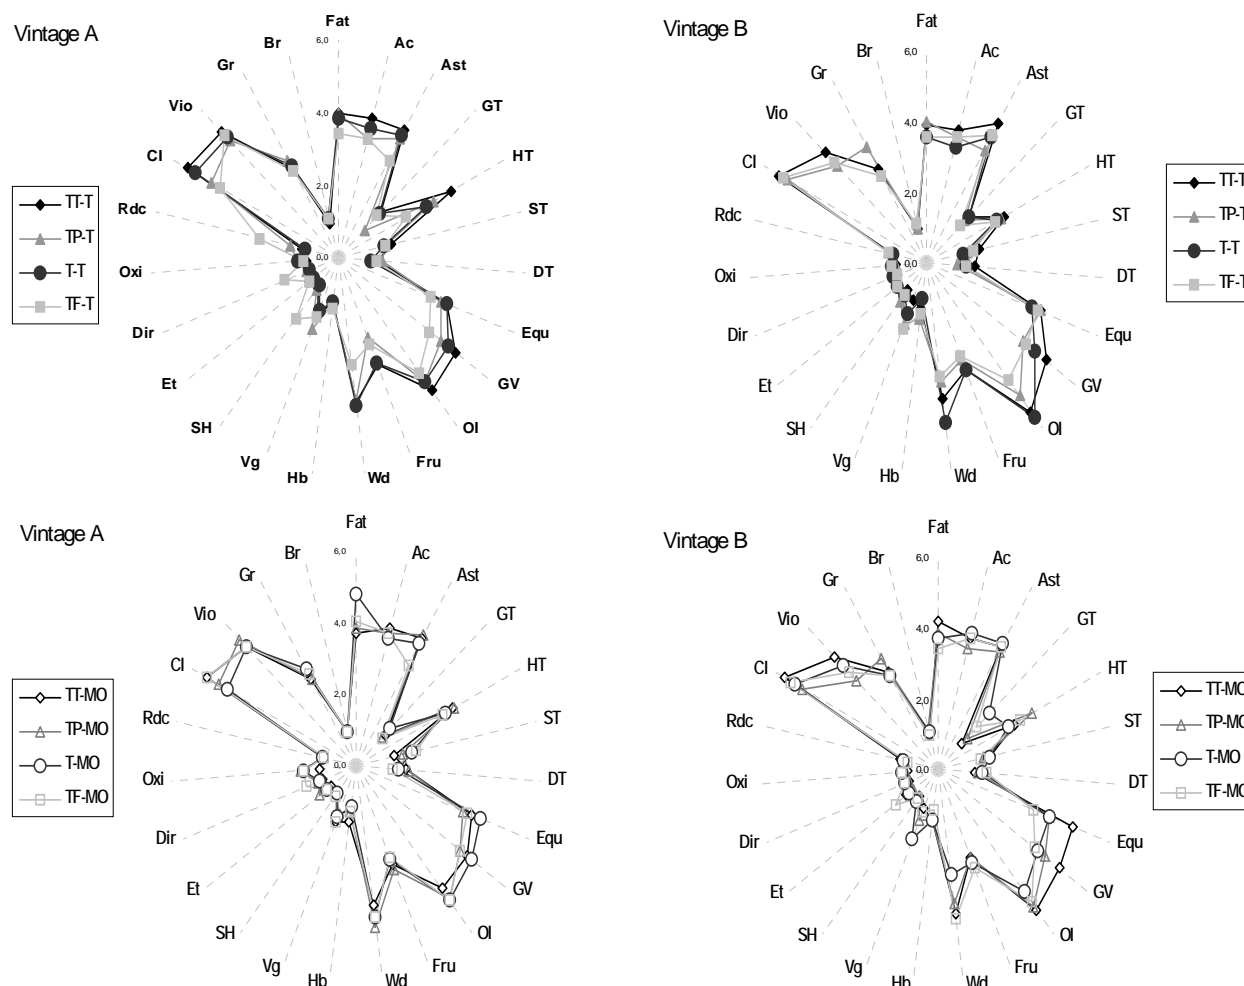 Vintage A
Fat
6,0
4,0
2,0
0,0
Ac
Ast
GT
HT
ST
DT
Equ
GV
Ol
Fru
Wd
Hb
Vg
SH
Et
Dir
Oxi
Rdc
Cl
Vio
Gr
Br
TT-T
TP-T
T-T
TF-T
Vintage B
Fat
6,0
4,0
2,0
0,0
Ac
Ast
GT
HT
ST
DT
Equ
GV
Ol
Fru
Wd
Hb
Vg
SH
Et
Dir
Oxi
Rdc
Cl
Vio
Gr
Br
TT-T
TP-T
T-T
TF-T
Vintage A
Fat
6,0
4,0
2,0
0,0
Ac
Ast
GT
HT
ST
DT
Equ
GV
Ol
Fru
Wd
Hb
Vg
SH
Et
Dir
Oxi
Rdc
Cl
Vio
Gr
Br
TT-MO
TP-MO
T-MO
TF-MO
Vintage B
Fat
6,0
4,0
2,0
0,0
Ac
Ast
GT
HT
ST
DT
Equ
GV
Ol
Fru
Wd
Hb
Vg
SH
Et
Dir
Oxi
Rdc
Cl
Vio
Gr
Br
TT-MO
TP-MO
T-MO
TF-MO